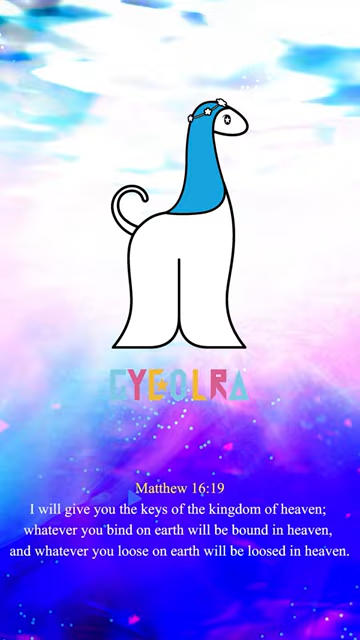 CYEOLRA
Matthew 16:19
I will give you the keys of the kingdom of heaven;
whatever you bind on earth will be bound in heaven,
and whatever you loose on earth will be loosed in heaven.